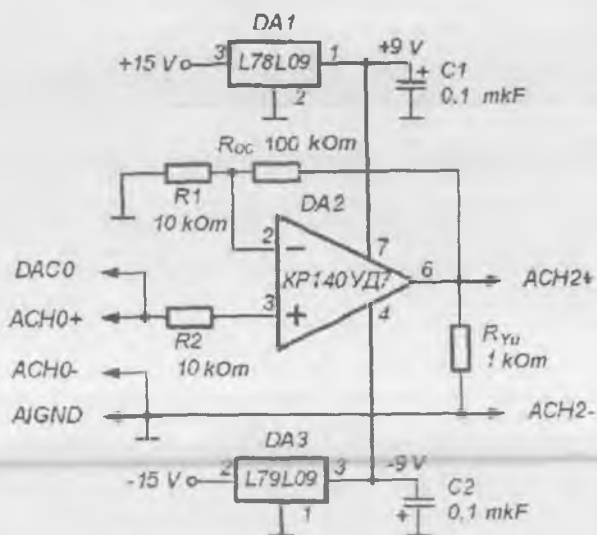 DA1
+15 V 3 L78L09 1 +9 V
2
+ C1
0,1 mkF
Roc 100 kOm
R1
10 kOm
DA2
2 − 7
КР140УД7 6
DAC0
ACH2+
ACH0+ 3 + 4
R2
10 kOm
RYu
1 kOm
ACH0-
AIGND
ACH2-
DA3
-15 V 2 L79L09 3 -9 V
1
+ C2
0,1 mkF